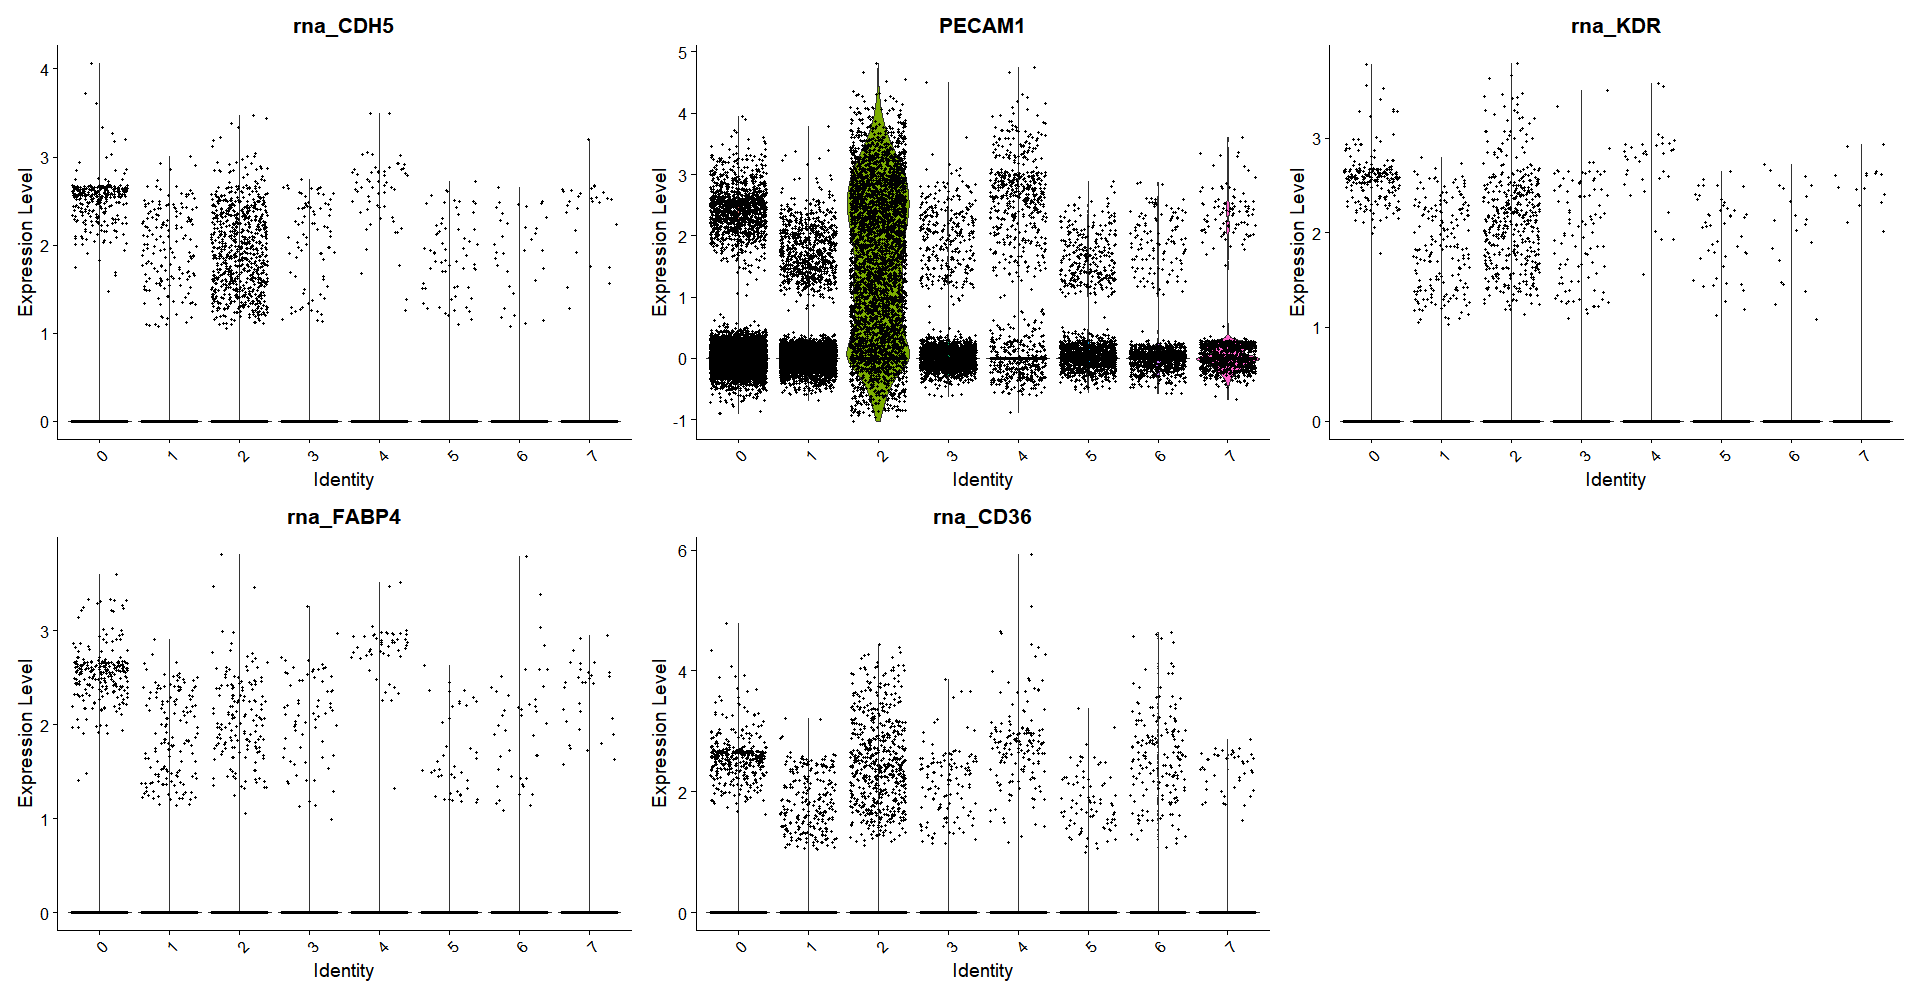 rna_CDH5
PECAM1
rna_KDR
Expression Level
4
3
2
1
0
0 1 2 3 4 5 6 7
Identity
Expression Level
5
4
3
2
1
0
-1
0 1 2 3 4 5 6 7
Identity
Expression Level
3
2
1
0
0 1 2 3 4 5 6 7
Identity
rna_FABP4
rna_CD36
Expression Level
3
2
1
0
0 1 2 3 4 5 6 7
Identity
Expression Level
6
4
2
0
0 1 2 3 4 5 6 7
Identity